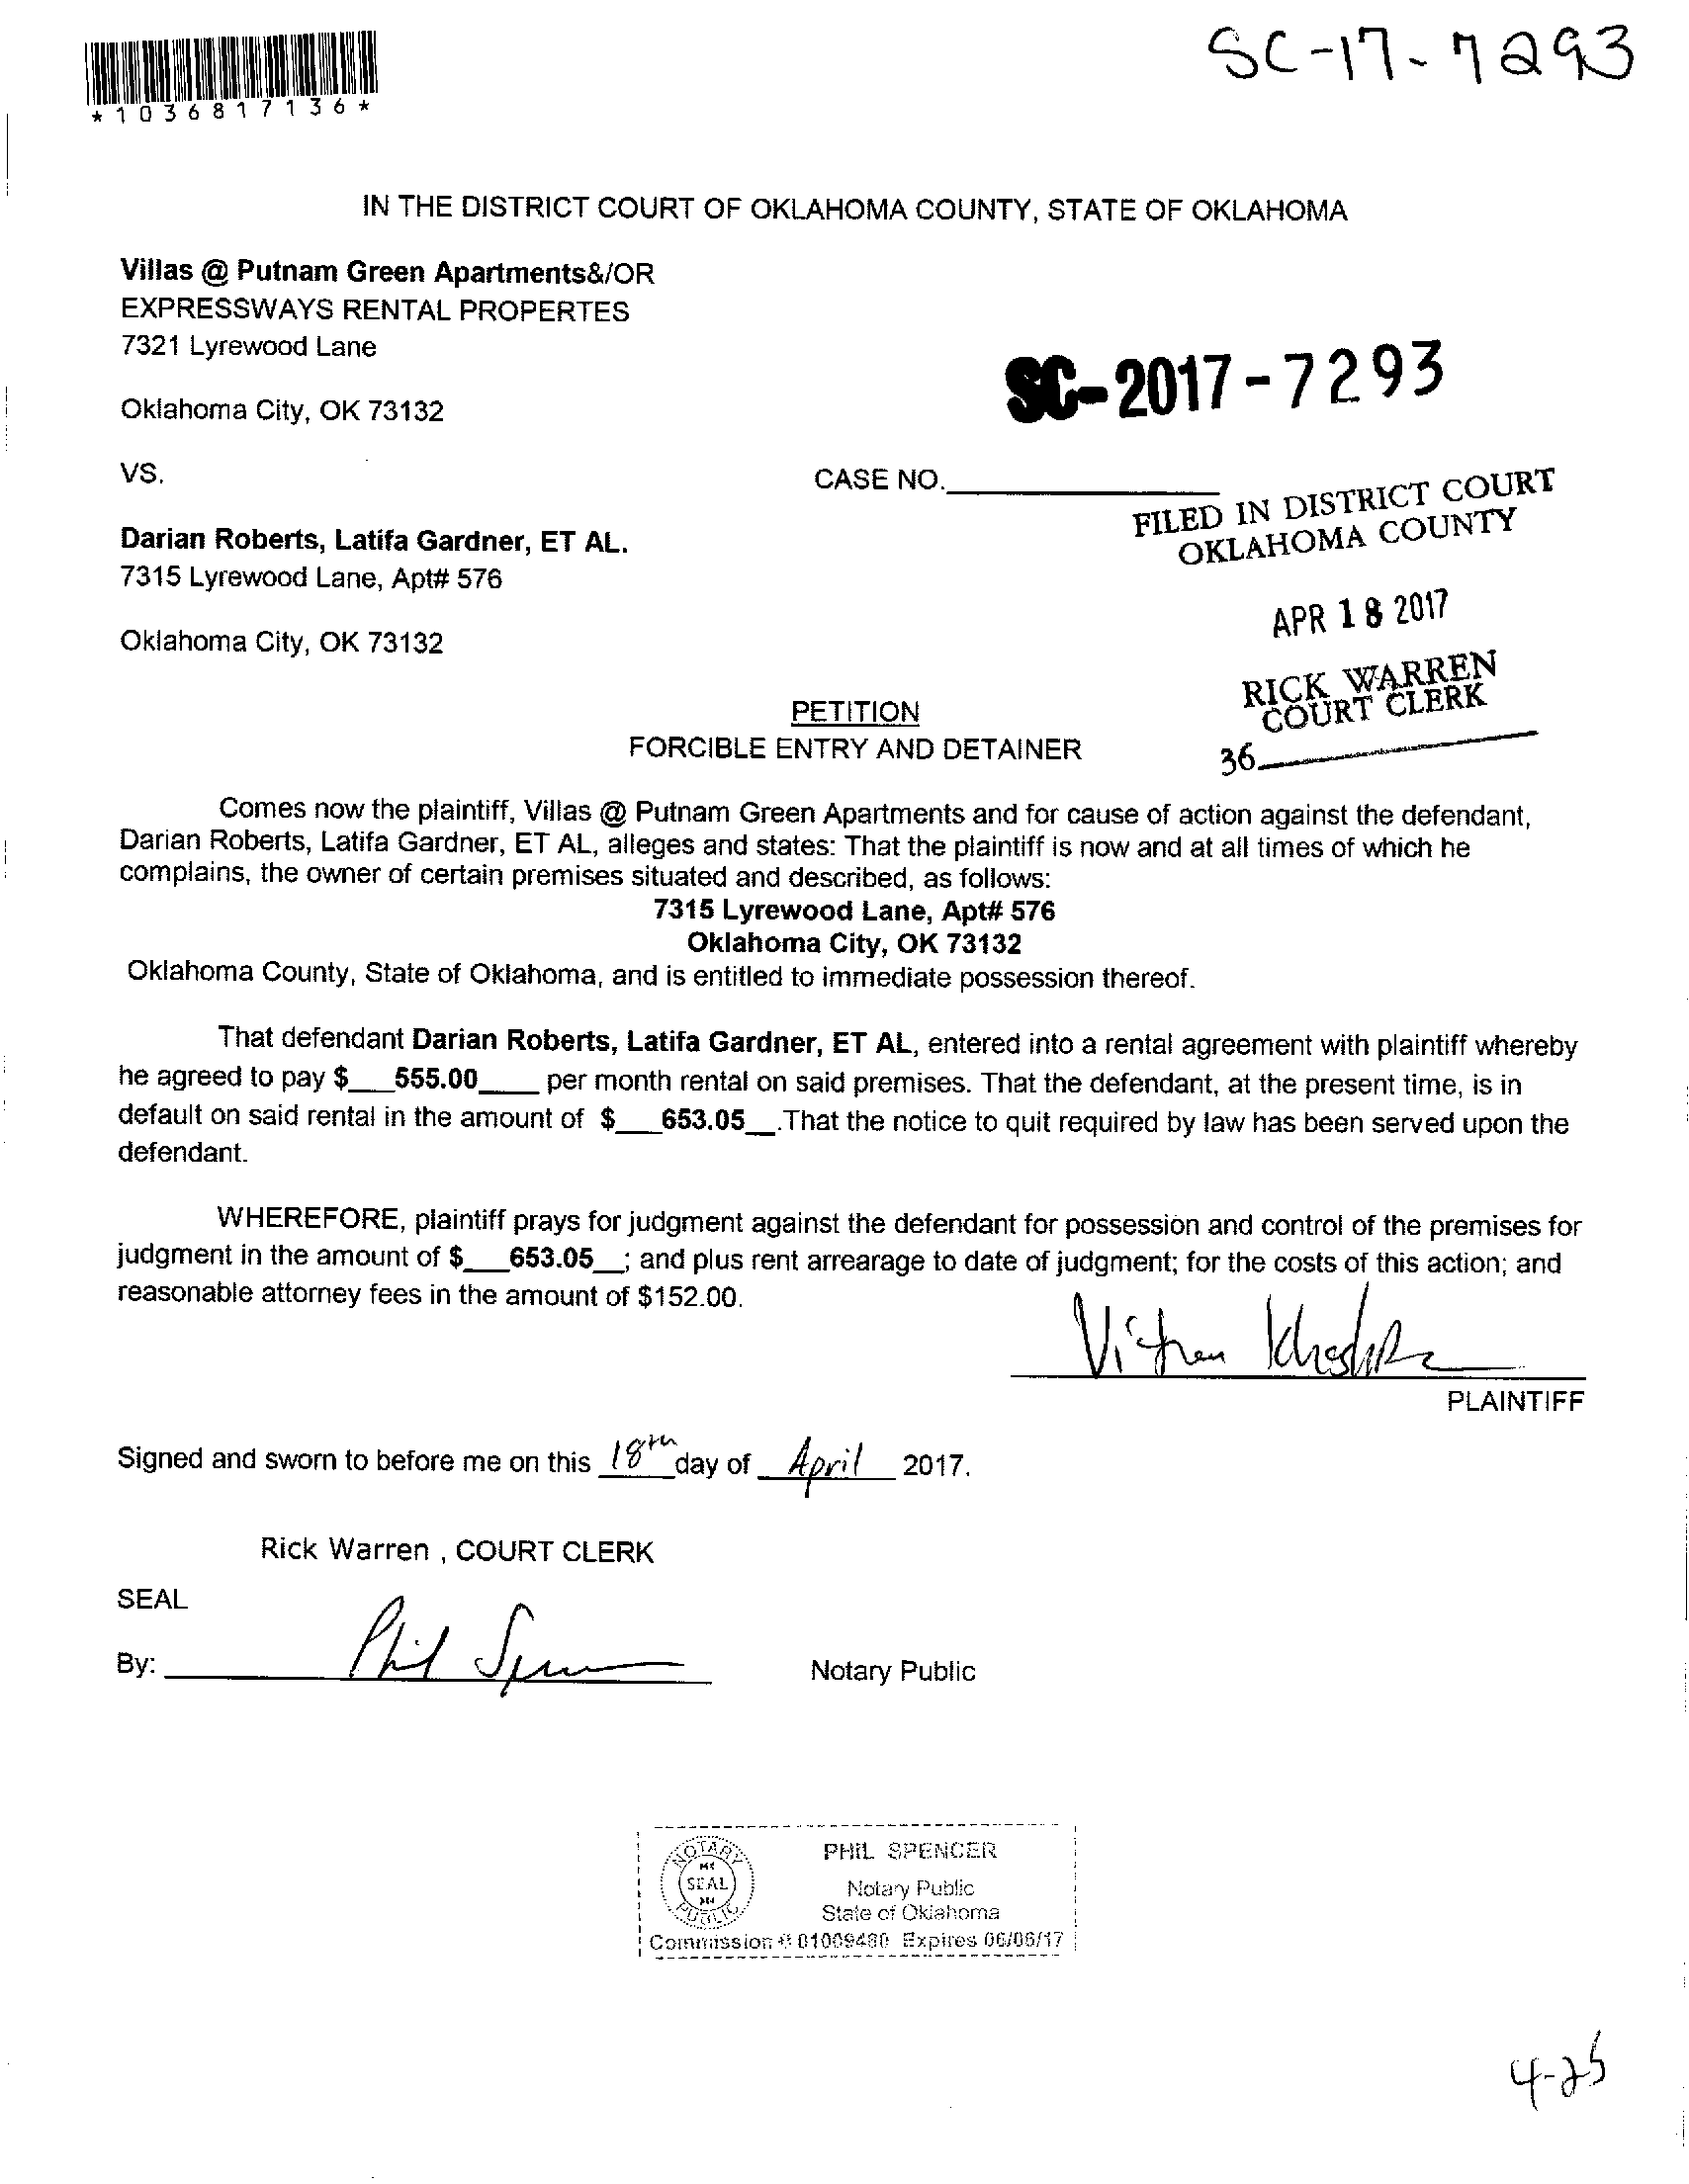 SC-17-7293
*1036817136*
IN THE DISTRICT COURT OF OKLAHOMA COUNTY, STATE OF OKLAHOMA
Villas @ Putnam Green Apartments&/OR
EXPRESSWAYS RENTAL PROPERTES
7321 Lyrewood Lane
SC-2017-7293
Oklahoma City, OK 73132
VS.
CASE NO.
FILED IN DISTRICT COURT
OKLAHOMA COUNTY
Darian Roberts, Latifa Gardner, ET AL.
7315 Lyrewood Lane, Apt# 576
APR 18 2017
Oklahoma City, OK 73132
RICK WARREN
COURT CLERK
36
PETITION
FORCIBLE ENTRY AND DETAINER
Comes now the plaintiff, Villas @ Putnam Green Apartments and for cause of action against the defendant,
Darian Roberts, Latifa Gardner, ET AL, alleges and states: That the plaintiff is now and at all times of which he
complains, the owner of certain premises situated and described, as follows:
7315 Lyrewood Lane, Apt# 576
Oklahoma City, OK 73132
Oklahoma County, State of Oklahoma, and is entitled to immediate possession thereof.
That defendant Darian Roberts, Latifa Gardner, ET AL, entered into a rental agreement with plaintiff whereby
he agreed to pay $___555.00____ per month rental on said premises. That the defendant, at the present time, is in
default on said rental in the amount of $___653.05__.That the notice to quit required by law has been served upon the
defendant.
WHEREFORE, plaintiff prays for judgment against the defendant for possession and control of the premises for
judgment in the amount of $___653.05__; and plus rent arrearage to date of judgment; for the costs of this action; and
reasonable attorney fees in the amount of $152.00.
PLAINTIFF
Signed and sworn to before me on this 18th day of April 2017.
Rick Warren , COURT CLERK
SEAL
By: Phil Spencer
Notary Public
NOTARY PUBLIC
SEAL
PHIL SPENCER
Notary Public
State of Oklahoma
Commission # 01009480 Expires 06/06/17
4-25